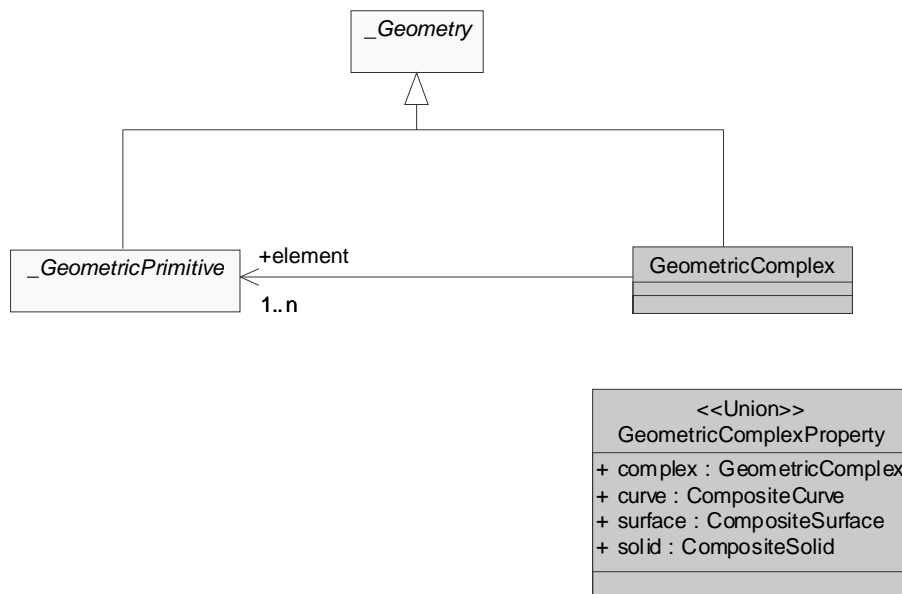 _Geometry
_GeometricPrimitive
+element
1..n
GeometricComplex
<<Union>>
GeometricComplexProperty
+ complex : GeometricComplex
+ curve : CompositeCurve
+ surface : CompositeSurface
+ solid : CompositeSolid